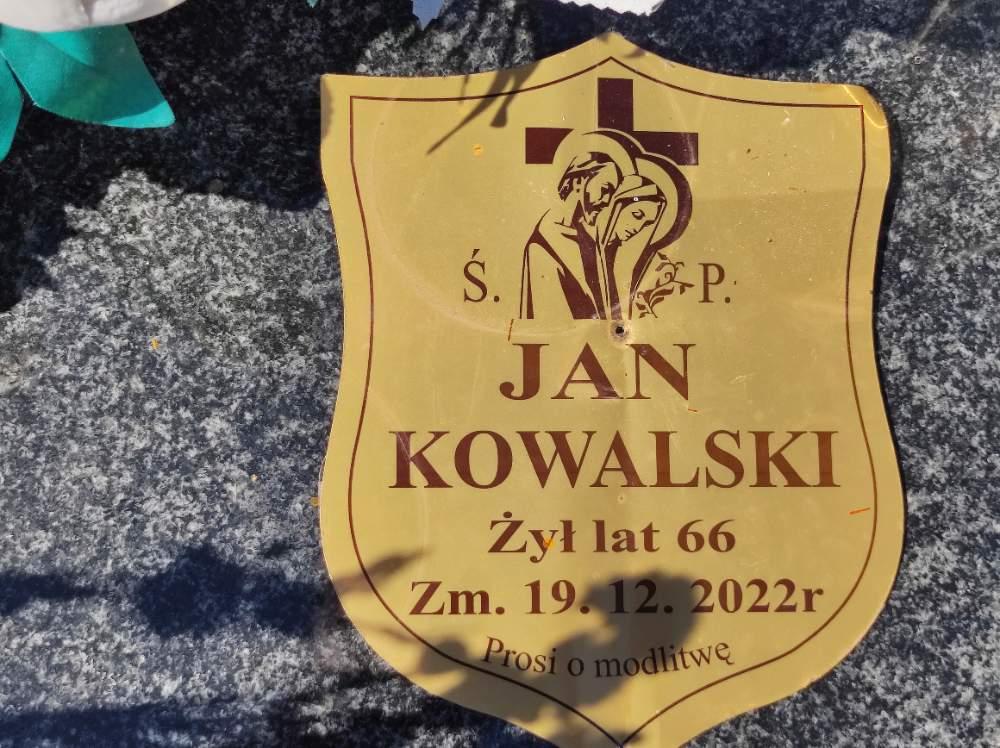 Ś. P.
JAN
KOWALSKI
Żył lat 66
Zm. 19. 12. 2022r
Prosi o modlitwę